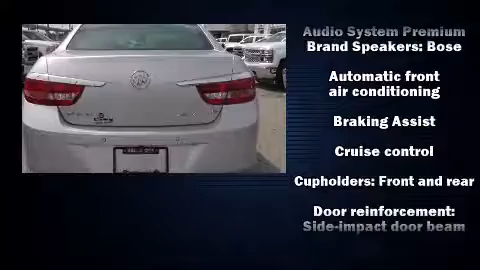 Audio System Premium
Brand Speakers: Bose
Automatic front
air conditioning
Braking Assist
Cruise control
Cupholders: Front and rear
Door reinforcement:
Side-impact door beam